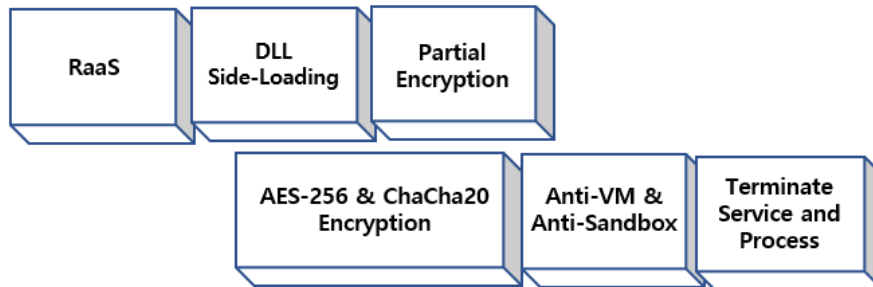 RaaS
DLL
Side-Loading
Partial
Encryption
AES-256 & ChaCha20
Encryption
Anti-VM &
Anti-Sandbox
Terminate
Service and
Process